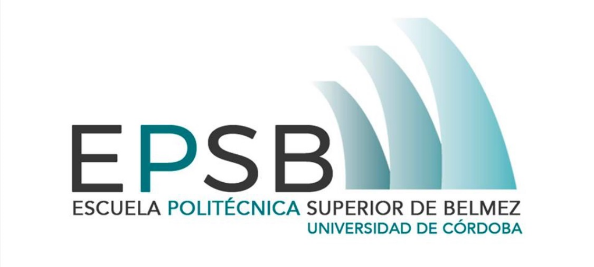 EPSB
ESCUELA POLITÉCNICA SUPERIOR DE BELMEZ
UNIVERSIDAD DE CÓRDOBA